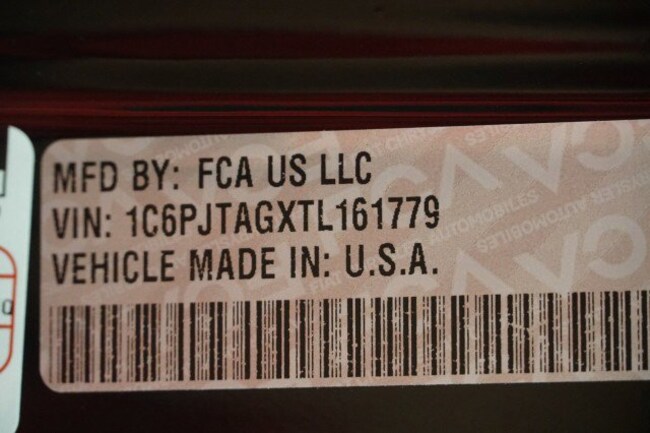 MFD BY: FCA US LLC
VIN: 1C6PJTAGXTL161779
VEHICLE MADE IN: U.S.A.